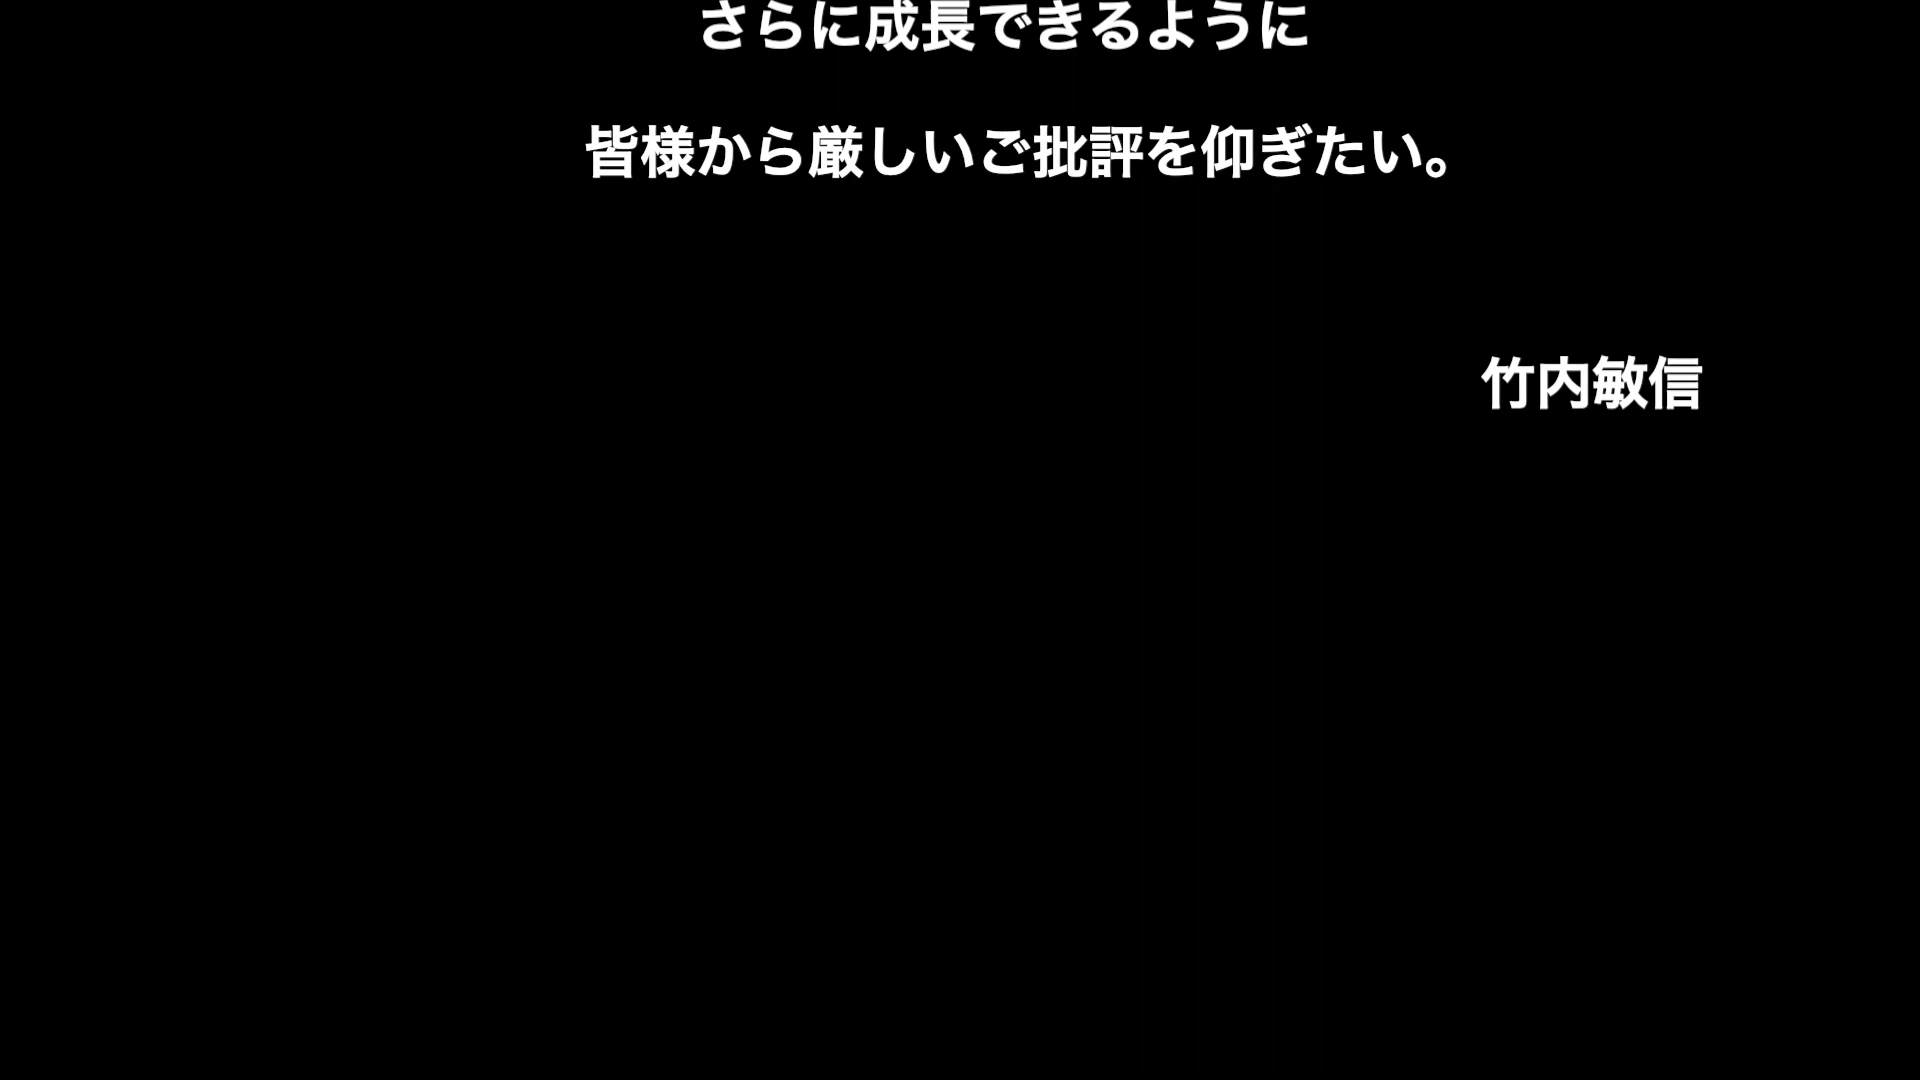 さらに成長できるように
皆様から厳しいご批評を仰ぎたい。
竹内敏信